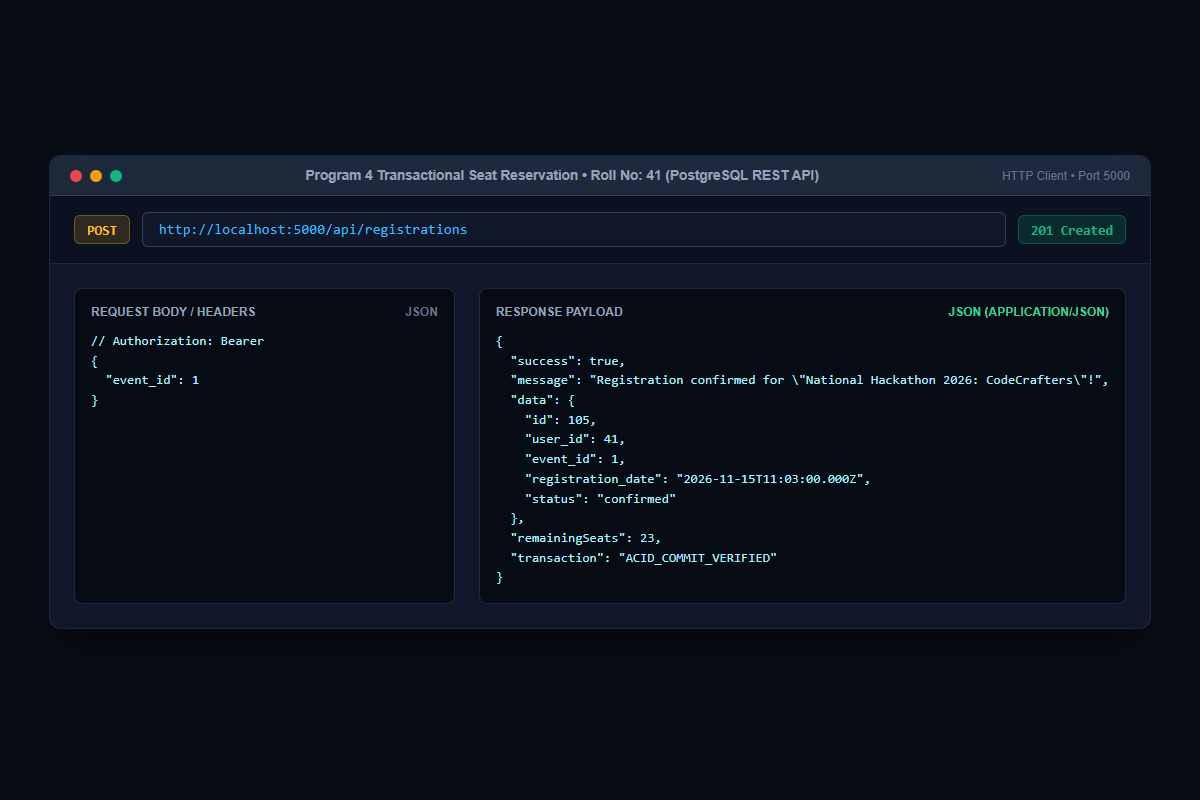 Program 4 Transactional Seat Reservation • Roll No: 41 (PostgreSQL REST API)
HTTP Client • Port 5000
POST
http://localhost:5000/api/registrations
201 Created
REQUEST BODY / HEADERS
JSON
// Authorization: Bearer
{
  "event_id": 1
}
RESPONSE PAYLOAD
JSON (APPLICATION/JSON)
{
  "success": true,
  "message": "Registration confirmed for \"National Hackathon 2026: CodeCrafters\"!",
  "data": {
    "id": 105,
    "user_id": 41,
    "event_id": 1,
    "registration_date": "2026-11-15T11:03:00.000Z",
    "status": "confirmed"
  },
  "remainingSeats": 23,
  "transaction": "ACID_COMMIT_VERIFIED"
}